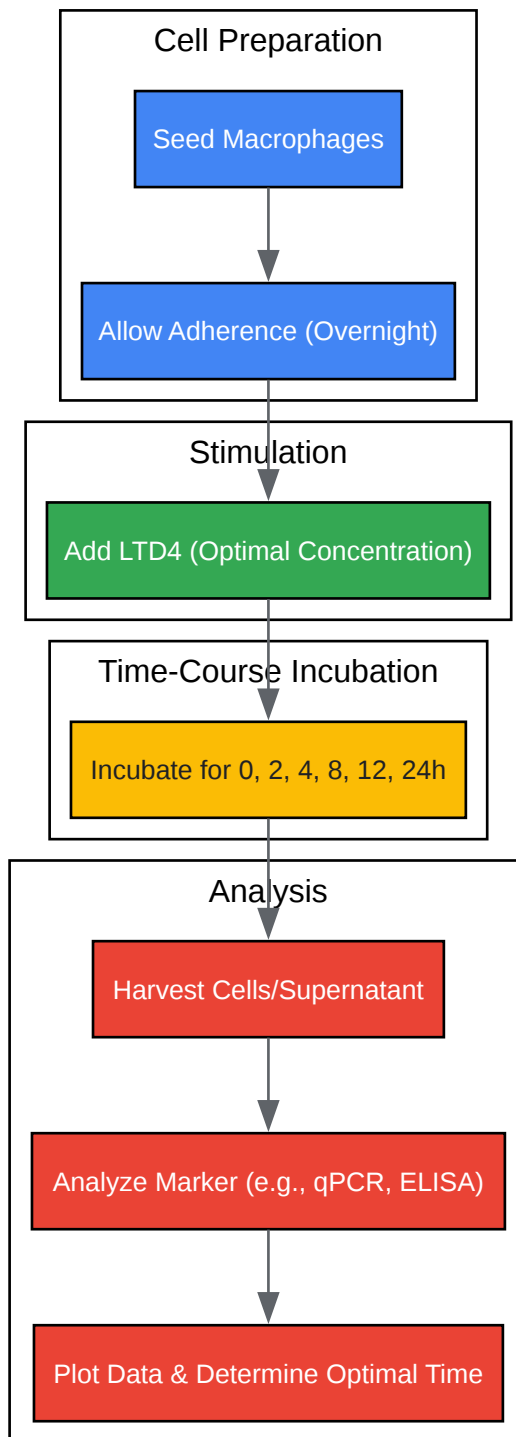 Cell Preparation
Seed Macrophages
Allow Adherence (Overnight)
Stimulation
Add LTD4 (Optimal Concentration)
Time-Course Incubation
Incubate for 0, 2, 4, 8, 12, 24h
Analysis
Harvest Cells/Supernatant
Analyze Marker (e.g., qPCR, ELISA)
Plot Data & Determine Optimal Time